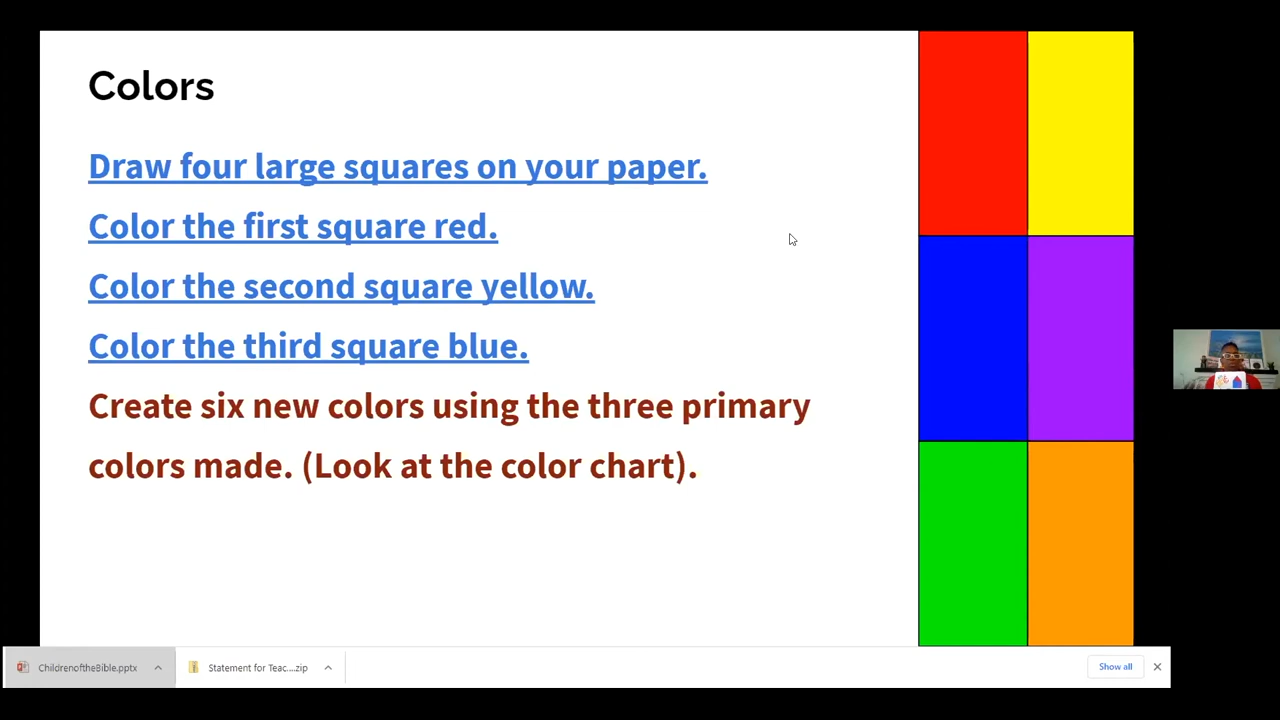 Colors
Draw four large squares on your paper.
Color the first square red.
Color the second square yellow.
Color the third square blue.
Create six new colors using the three primary
colors made. (Look at the color chart).
ChildrenoftheBible.pptx
Statement for Teac....zip
Show all